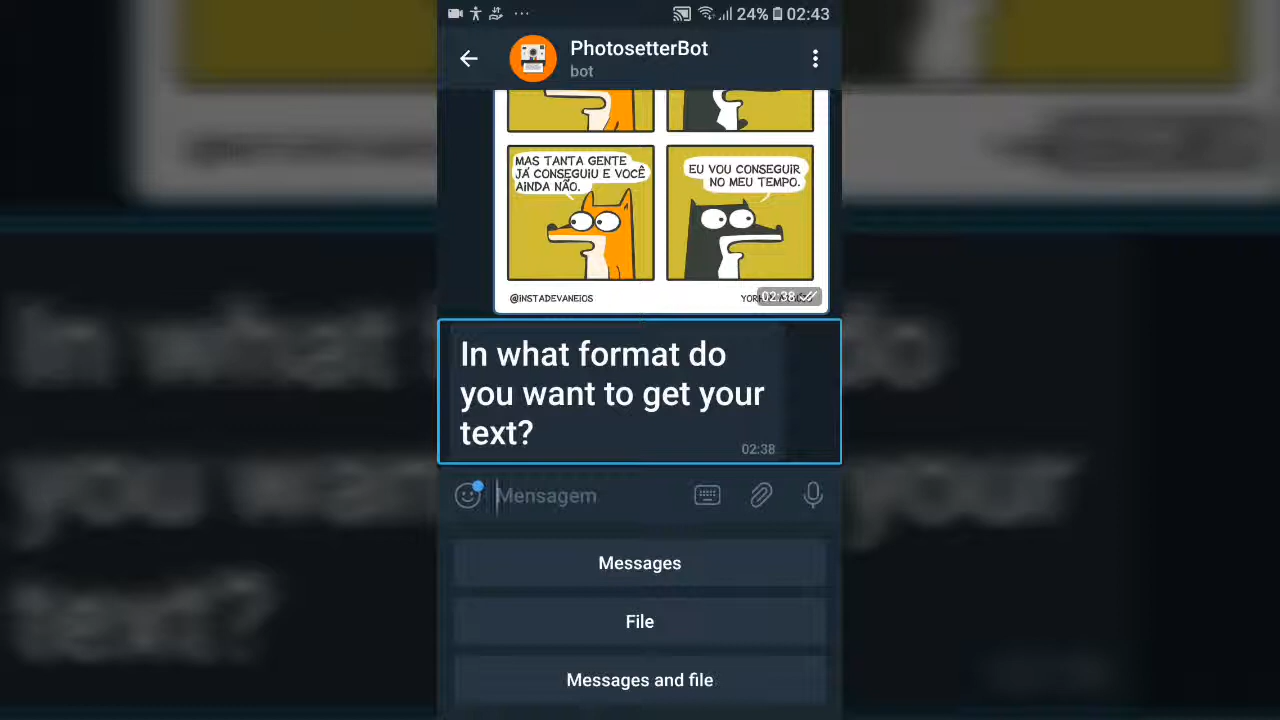 24% 02:43
PhotosetterBot
bot
MAS TANTA GENTE
JÁ CONSEGUIU E VOCÊ
AINDA NÃO.
EU VOU CONSEGUIR
NO MEU TEMPO.
@INSTADEVANEIOS
02:38
In what format do
you want to get your
text?
02:38
Mensagem
Messages
File
Messages and file